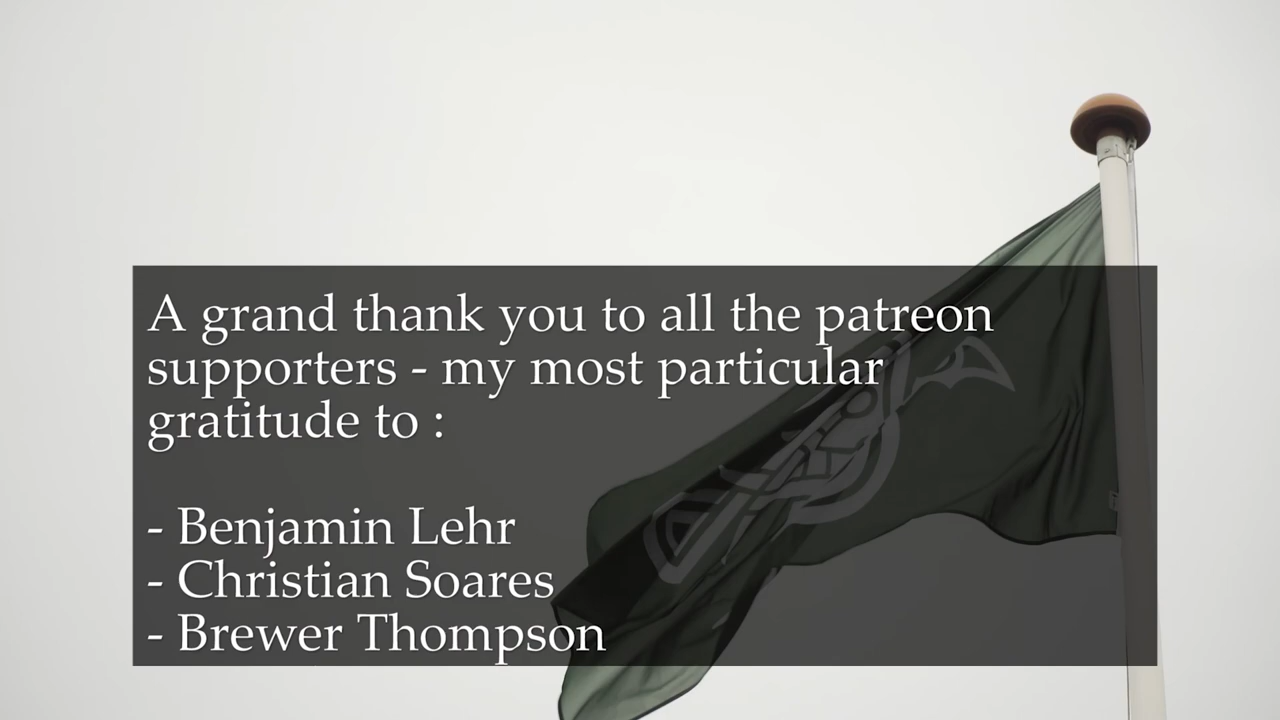 A grand thank you to all the patreon
supporters - my most particular
gratitude to :
- Benjamin Lehr
- Christian Soares
- Brewer Thompson